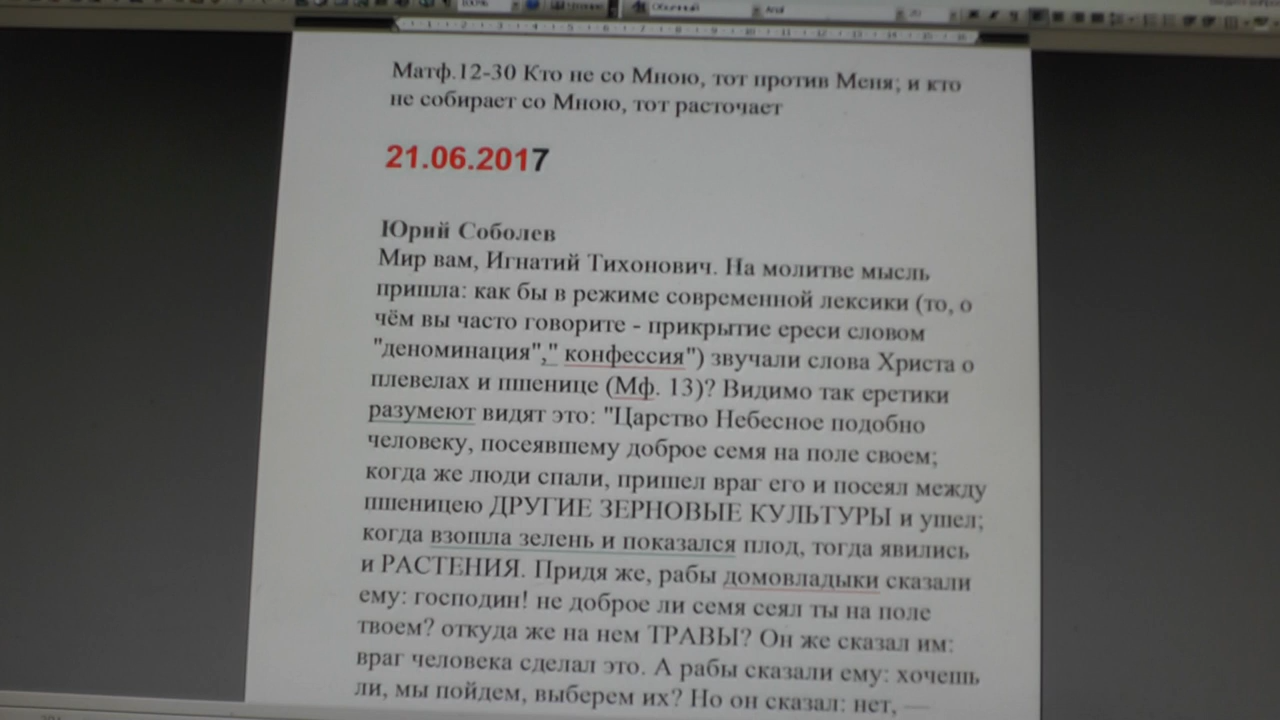 100%
Обычный
Arial
20
Матф.12-30 Кто не со Мною, тот против Меня; и кто
не собирает со Мною, тот расточает
21.06.2017
Юрий Соболев
Мир вам, Игнатий Тихонович. На молитве мысль
пришла: как бы в режиме современной лексики (то, о
чём вы часто говорите - прикрытие ереси словом
"деноминация"," конфессия") звучали слова Христа о
плевелах и пшенице (Мф. 13)? Видимо так еретики
разумеют видят это: "Царство Небесное подобно
человеку, посеявшему доброе семя на поле своем;
когда же люди спали, пришел враг его и посеял между
пшеницею ДРУГИЕ ЗЕРНОВЫЕ КУЛЬТУРЫ и ушел;
когда взошла зелень и показался плод, тогда явились
и РАСТЕНИЯ. Придя же, рабы домовладыки сказали
ему: господин! не доброе ли семя сеял ты на поле
твоем? откуда же на нем ТРАВЫ? Он же сказал им:
враг человека сделал это. А рабы сказали ему: хочешь
ли, мы пойдем, выберем их? Но он сказал: нет, —